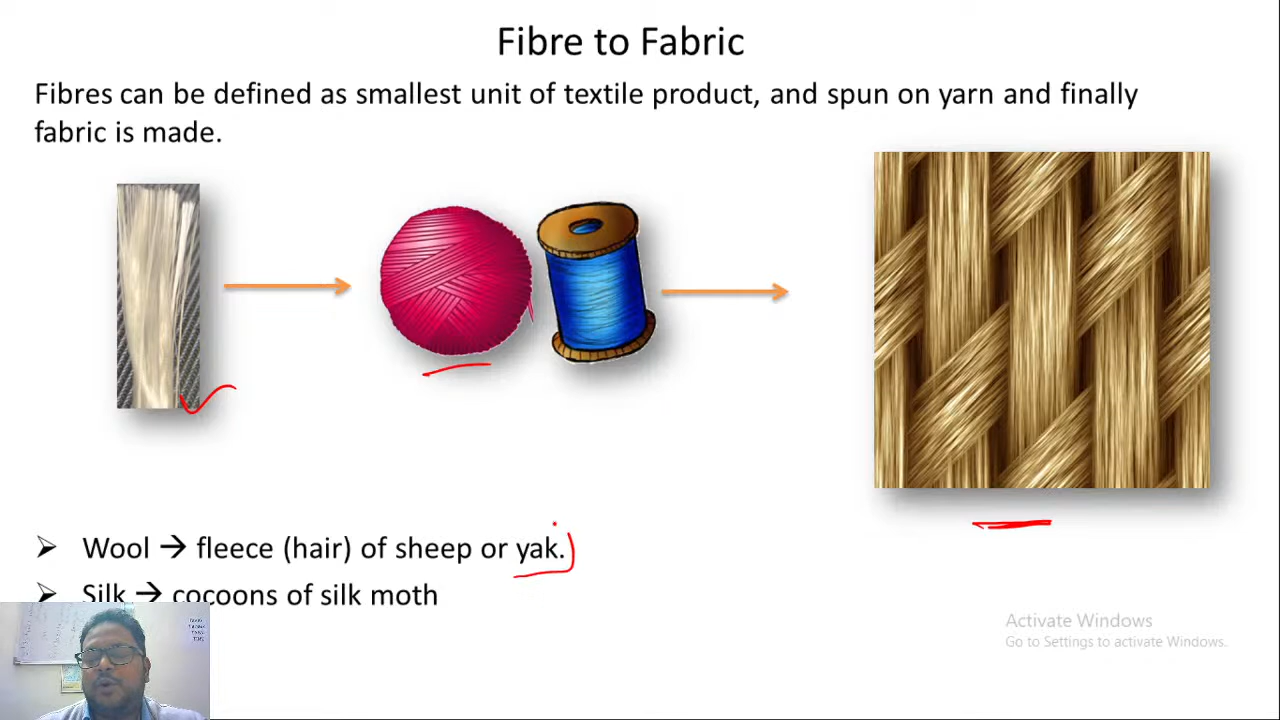 Fibre to Fabric
Fibres can be defined as smallest unit of textile product, and spun on yarn and finally
fabric is made.
➢ Wool → fleece (hair) of sheep or yak.
➢ Silk → cocoons of silk moth
Activate Windows
Go to Settings to activate Windows.